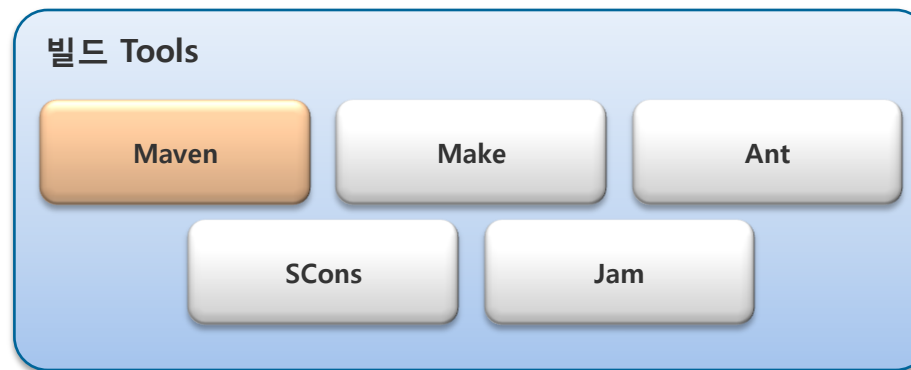 빌드 Tools
Maven
Make
Ant
SCons
Jam